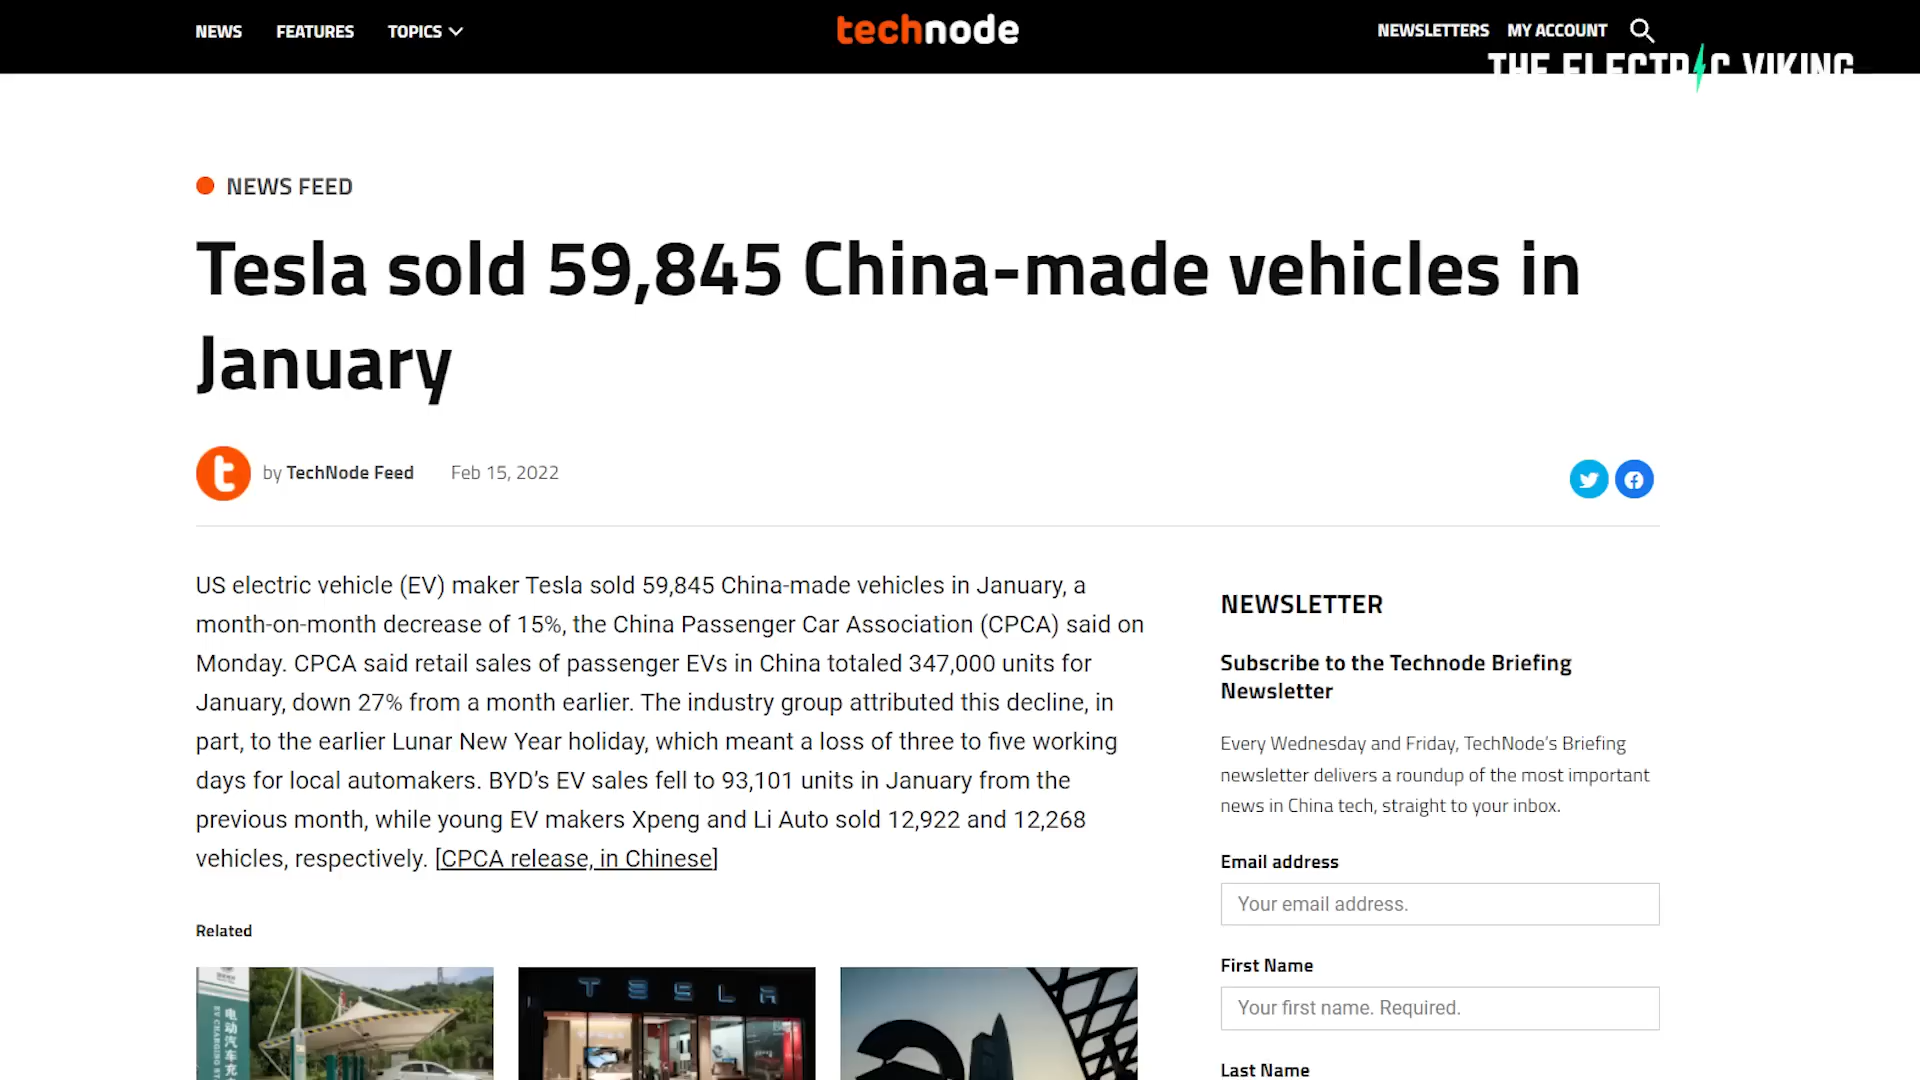 NEWS FEATURES TOPICS
technode
NEWSLETTERS MY ACCOUNT
THE ELECTRIC VIKING
NEWS FEED
Tesla sold 59,845 China-made vehicles in
January
by TechNode Feed Feb 15, 2022
US electric vehicle (EV) maker Tesla sold 59,845 China-made vehicles in January, a
month-on-month decrease of 15%, the China Passenger Car Association (CPCA) said on
Monday. CPCA said retail sales of passenger EVs in China totaled 347,000 units for
January, down 27% from a month earlier. The industry group attributed this decline, in
part, to the earlier Lunar New Year holiday, which meant a loss of three to five working
days for local automakers. BYD’s EV sales fell to 93,101 units in January from the
previous month, while young EV makers Xpeng and Li Auto sold 12,922 and 12,268
vehicles, respectively. [CPCA release, in Chinese]
Related
电动汽车充
TESLA
NEWSLETTER
Subscribe to the Technode Briefing
Newsletter
Every Wednesday and Friday, TechNode’s Briefing
newsletter delivers a roundup of the most important
news in China tech, straight to your inbox.
Email address
Your email address.
First Name
Your first name. Required.
Last Name